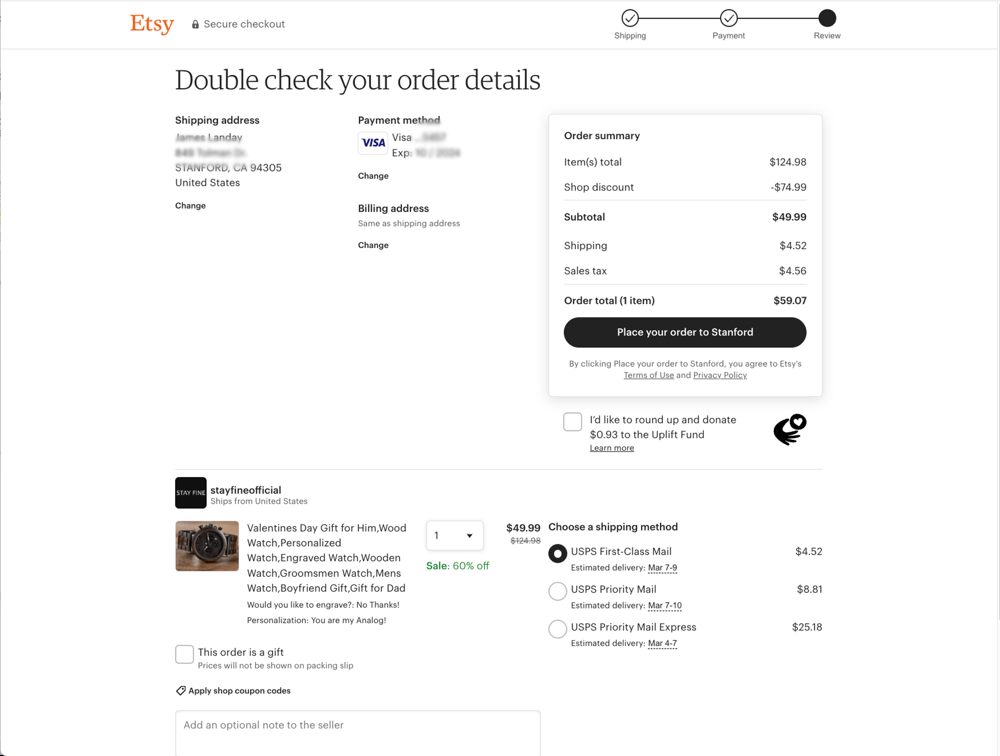 Etsy
Secure checkout
Shipping
Payment
Review
Double check your order details
Shipping address
STANFORD, CA 94305
United States
Change
Payment method
VISA
Visa
Exp:
Change
Billing address
Same as shipping address
Change
Order summary
Item(s) total $124.98
Shop discount -$74.99
Subtotal $49.99
Shipping $4.52
Sales tax $4.56
Order total (1 item) $59.07
Place your order to Stanford
By clicking Place your order to Stanford, you agree to Etsy's
Terms of Use and Privacy Policy
I'd like to round up and donate
$0.93 to the Uplift Fund
Learn more
STAY FINE
stayfineofficial
Ships from United States
Valentines Day Gift for Him,Wood
Watch,Personalized
Watch,Engraved Watch,Wooden
Watch,Groomsmen Watch,Mens
Watch,Boyfriend Gift,Gift for Dad
Would you like to engrave?: No Thanks!
Personalization: You are my Analog!
1
Sale: 60% off
$49.99
$124.98
Choose a shipping method
USPS First-Class Mail $4.52
Estimated delivery: Mar 7-9
USPS Priority Mail $8.81
Estimated delivery: Mar 7-10
USPS Priority Mail Express $25.18
Estimated delivery: Mar 4-7
This order is a gift
Prices will not be shown on packing slip
Apply shop coupon codes
Add an optional note to the seller